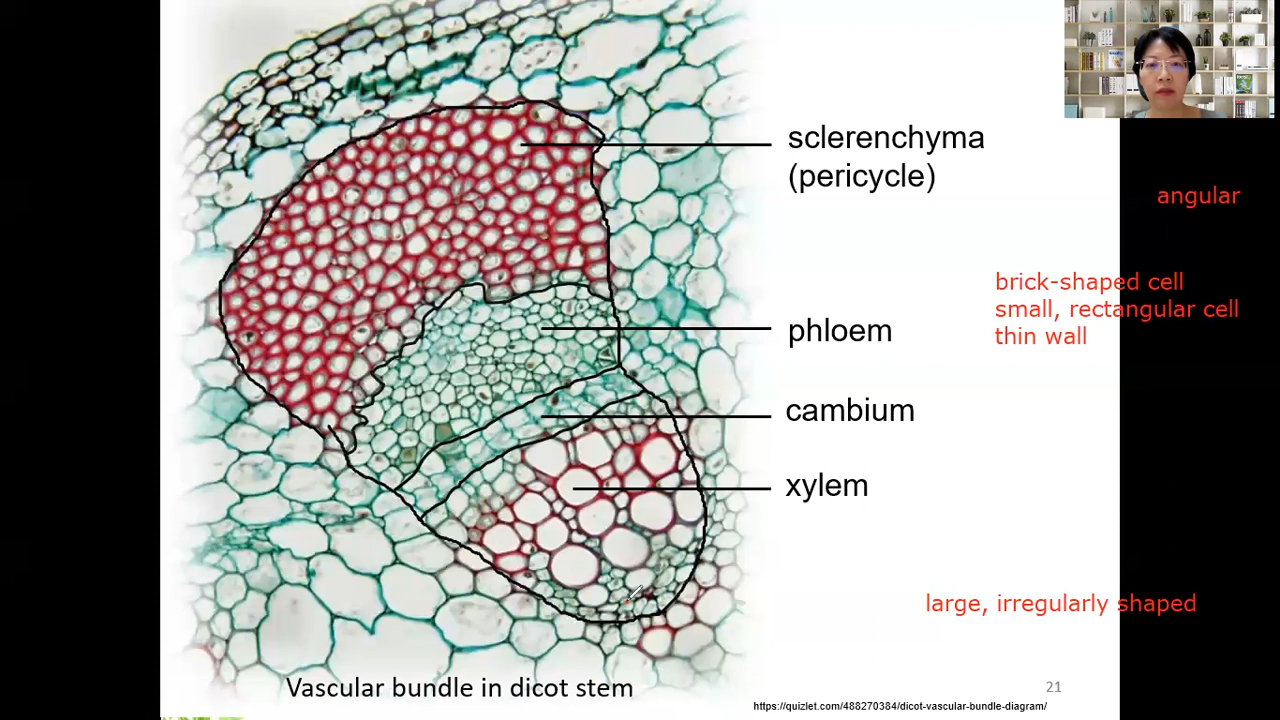 sclerenchyma
(pericycle)
angular
brick-shaped cell
small, rectangular cell
thin wall
phloem
cambium
xylem
large, irregularly shaped
Vascular bundle in dicot stem
21
https://quizlet.com/488270384/dicot-vascular-bundle-diagram/